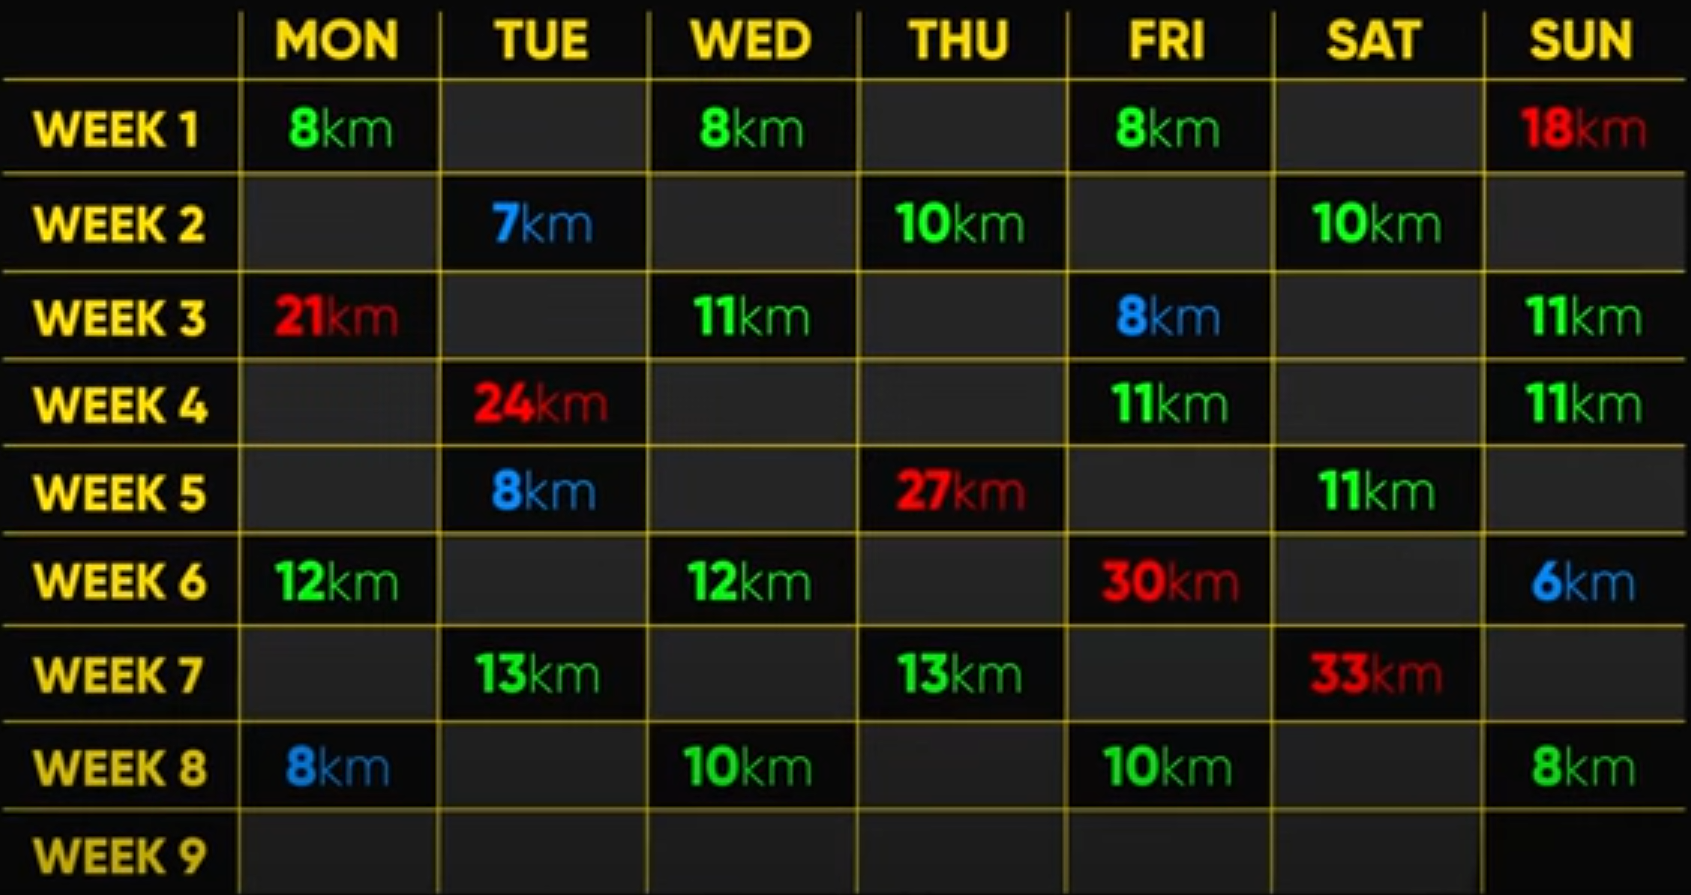 MON TUE WED THU FRI SAT SUN
WEEK 1 8km 8km 8km 18km
WEEK 2 7km 10km 10km
WEEK 3 21km 11km 8km 11km
WEEK 4 24km 11km 11km
WEEK 5 8km 27km 11km
WEEK 6 12km 12km 30km 6km
WEEK 7 13km 13km 33km
WEEK 8 8km 10km 10km 8km
WEEK 9